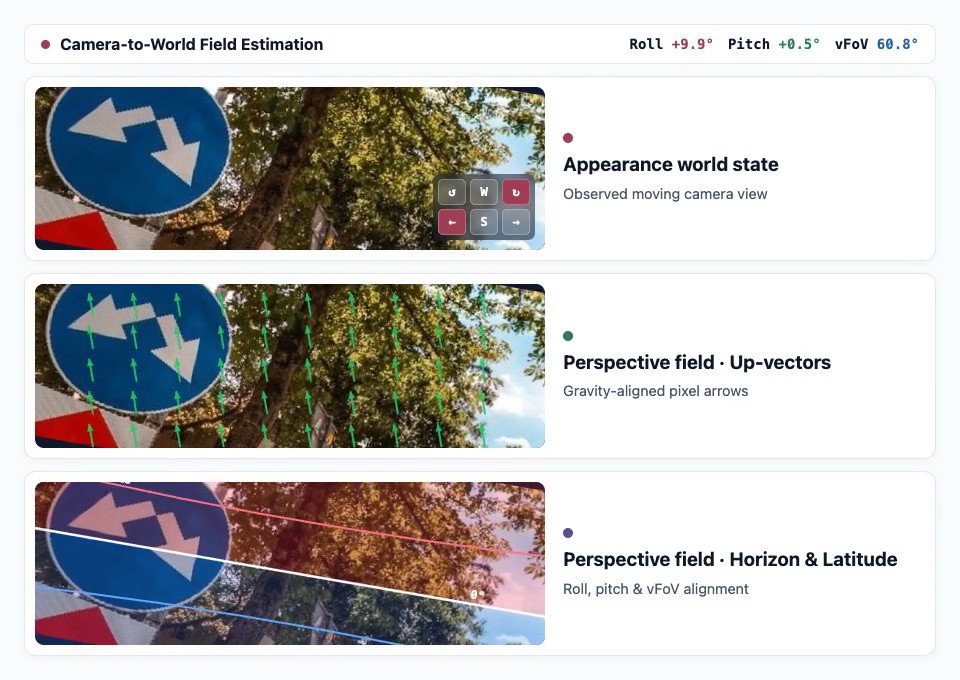 Camera-to-World Field Estimation
Roll +9.9° Pitch +0.5° vFoV 60.8°
Appearance world state
Observed moving camera view
↺ W ↻
← S →
Perspective field · Up-vectors
Gravity-aligned pixel arrows
Perspective field · Horizon & Latitude
Roll, pitch & vFoV alignment
0°